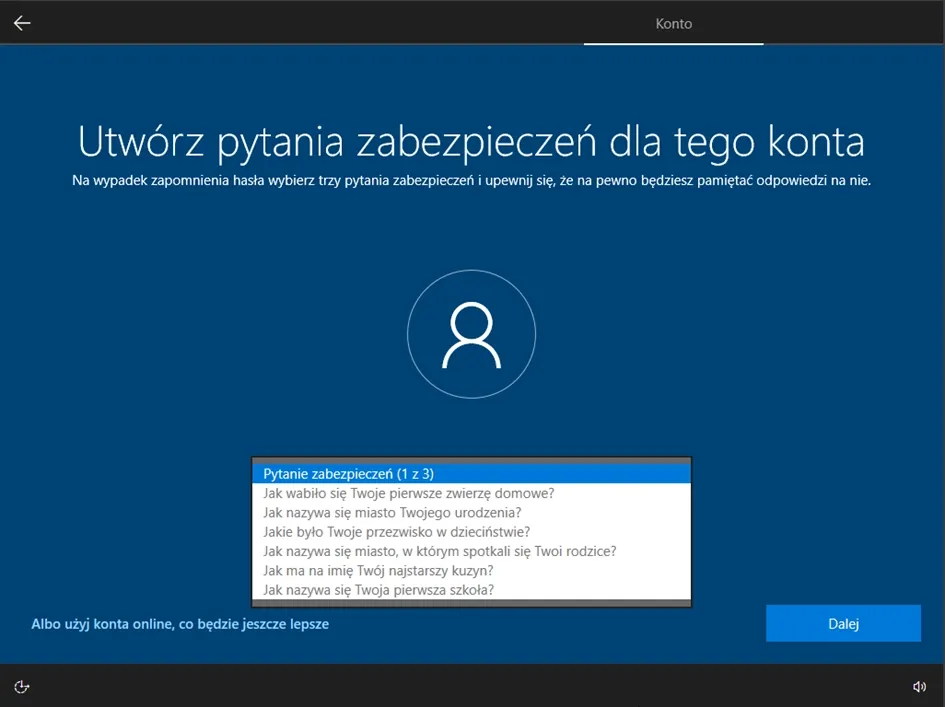 Konto
Utwórz pytania zabezpieczeń dla tego konta
Na wypadek zapomnienia hasła wybierz trzy pytania zabezpieczeń i upewnij się, że na pewno będziesz pamiętać odpowiedzi na nie.
Pytanie zabezpieczeń (1 z 3)
Jak wabiło się Twoje pierwsze zwierzę domowe?
Jak nazywa się miasto Twojego urodzenia?
Jakie było Twoje przezwisko w dzieciństwie?
Jak nazywa się miasto, w którym spotkali się Twoi rodzice?
Jak ma na imię Twój najstarszy kuzyn?
Jak nazywa się Twoja pierwsza szkoła?
Albo użyj konta online, co będzie jeszcze lepsze
Dalej